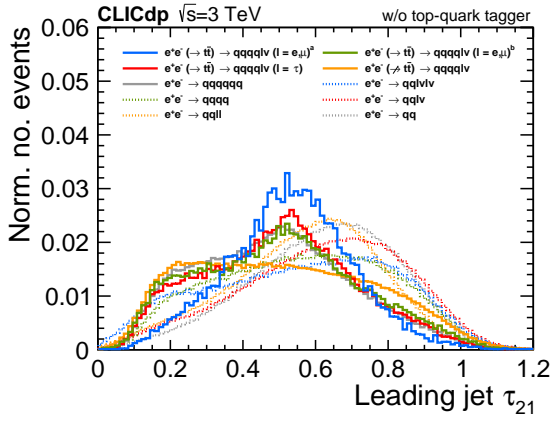 CLICdp √s=3 TeV w/o top-quark tagger
e⁺e⁻ (→ tt̄) → qqqqlν (l = e,μ)ᵃ
e⁺e⁻ (→ tt̄) → qqqqlν (l = e,μ)ᵇ
e⁺e⁻ (→ tt̄) → qqqqlν (l = τ)
e⁺e⁻ (↛ tt̄) → qqqqlν
e⁺e⁻ → qqqqqq
e⁺e⁻ → qqlνlν
e⁺e⁻ → qqqq
e⁺e⁻ → qqlν
e⁺e⁻ → qqll
e⁺e⁻ → qq
Norm. no. events
0.06
0.05
0.04
0.03
0.02
0.01
0
0 0.2 0.4 0.6 0.8 1 1.2
Leading jet τ₂₁